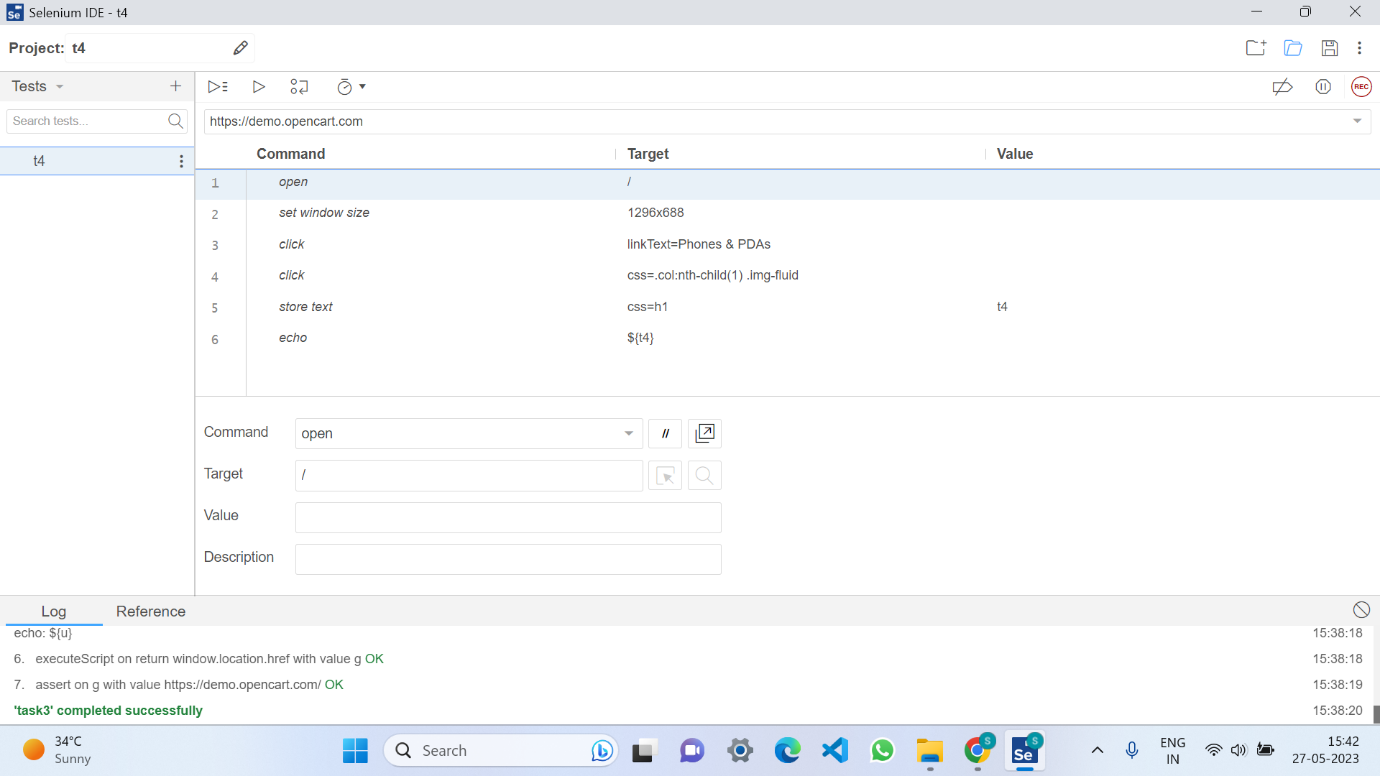 Se Selenium IDE - t4
Project: t4
Tests
REC
Search tests...
https://demo.opencart.com
t4
Command Target Value
1 open /
2 set window size 1296x688
3 click linkText=Phones & PDAs
4 click css=.col:nth-child(1) .img-fluid
5 store text css=h1 t4
6 echo ${t4}
Command open //
Target /
Value
Description
Log Reference
echo: ${u} 15:38:18
6. executeScript on return window.location.href with value g OK 15:38:18
7. assert on g with value https://demo.opencart.com/ OK 15:38:19
'task3' completed successfully 15:38:20
34°C
Sunny
Search
S
Se S
ENG
IN
15:42
27-05-2023